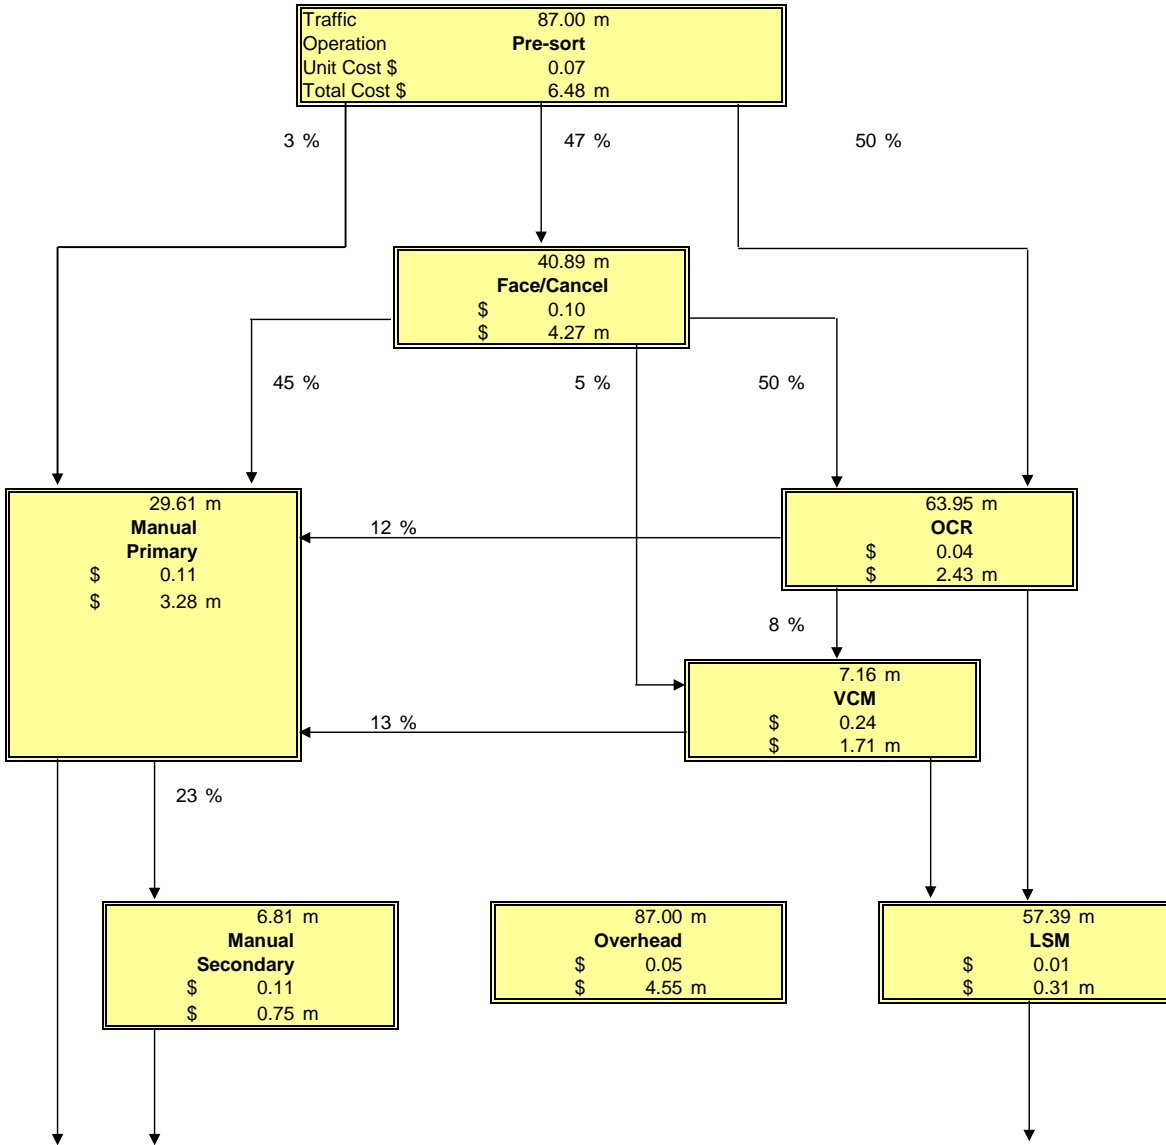 Traffic 87.00 m
Operation Pre-sort
Unit Cost $ 0.07
Total Cost $ 6.48 m
3 % 47 % 50 %
40.89 m
Face/Cancel
$ 0.10
$ 4.27 m
45 % 5 % 50 %
29.61 m
Manual
Primary
$ 0.11
$ 3.28 m
12 %
63.95 m
OCR
$ 0.04
$ 2.43 m
8 %
7.16 m
VCM
$ 0.24
$ 1.71 m
13 %
23 %
6.81 m
Manual
Secondary
$ 0.11
$ 0.75 m
87.00 m
Overhead
$ 0.05
$ 4.55 m
57.39 m
LSM
$ 0.01
$ 0.31 m